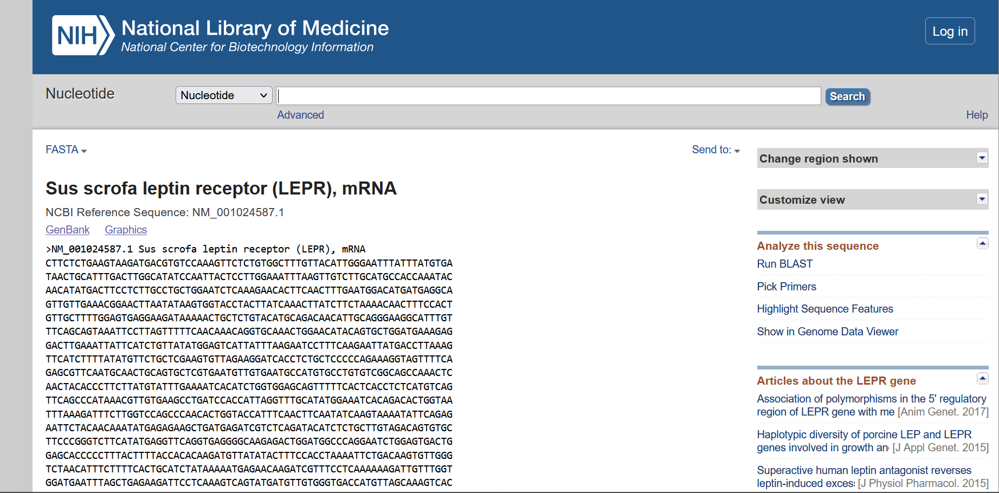 NIH
National Library of Medicine
National Center for Biotechnology Information
Log in
Nucleotide
Nucleotide
Search
Advanced
Help
FASTA
Send to:
Change region shown
Customize view
Sus scrofa leptin receptor (LEPR), mRNA
NCBI Reference Sequence: NM_001024587.1
GenBank Graphics
>NM_001024587.1 Sus scrofa leptin receptor (LEPR), mRNA
CTTCTCTGAAGTAAGATGACGTGTCCAAAGTTCTCTGTGGCTTTGTTACATTGGGAATTTATTTATGTGA
TAACTGCATTTGACTTGGCATATCCAATTACTCCTTGGAAATTTAAGTTGTCTTGCATGCCACCAAATAC
AACATATGACTTCCTCTTGCCTGCTGGAATCTCAAAGAACACTTCAACTTTGAATGGACATGATGAGGCA
GTTGTTGAAACGGAACTTAATATAAGTGGTACCTACTTATCAAACTTATCTTCTAAAACAACTTTCCACT
GTTGCTTTTGGAGTGAGGAAGATAAAAACTGCTCTGTACATGCAGACAACATTGCAGGGAAGGCATTTGT
TTCAGCAGTAAATTCCTTAGTTTTTCAACAAACAGGTGCAAACTGGAACATACAGTGCTGGATGAAAGAG
GACTTGAAATTATTCATCTGTTATATGGAGTCATTATTTAAGAATCCTTTCAAGAATTATGACCTTAAAG
TTCATCTTTTATATGTTCTGCTCGAAGTGTTAGAAGGATCACCTCTGCTCCCCCAGAAAGGTAGTTTTCA
GAGCGTTCAATGCAACTGCAGTGCTCGTGAATGTTGTGAATGCCATGTGCCTGTGTCGGCAGCCAAACTC
AACTACACCCTTCTTATGTATTTGAAAATCACATCTGGTGGAGCAGTTTTTCACTCACCTCTCATGTCAG
TTCAGCCCATAAACGTTGTGAAGCCTGATCCACCATTAGGTTTGCATATGGAAATCACAGACACTGGTAA
TTTAAAGATTTCTTGGTCCAGCCCAACACTGGTACCATTTCAACTTCAATATCAAGTAAAATATTCAGAG
AATTCTACAACAAATATGAGAGAAGCTGATGAGATCGTCTCAGATACATCTCTGCTTGTAGACAGTGTGC
TTCCCGGGTCTTCATATGAGGTTCAGGTGAGGGGCAAGAGACTGGATGGCCCAGGAATCTGGAGTGACTG
GAGCACCCCCTTTACTTTTACCACACAAGATGTTATATACTTTCCACCTAAAATTCTGACAAGTGTTGGG
TCTAACATTTCTTTTCACTGCATCTATAAAAATGAGAACAAGATCGTTTCCTCAAAAAAGATTGTTTGGT
GGATGAATTTAGCTGAGAAGATTCCTCAAAGTCAGTATGATGTTGTGGGTGACCATGTTAGCAAAGTCAC
Analyze this sequence
Run BLAST
Pick Primers
Highlight Sequence Features
Show in Genome Data Viewer
Articles about the LEPR gene
Association of polymorphisms in the 5' regulatory
region of LEPR gene with me [Anim Genet. 2017]
Haplotypic diversity of porcine LEP and LEPR
genes involved in growth an [J Appl Genet. 2015]
Superactive human leptin antagonist reverses
leptin-induced excess [J Physiol Pharmacol. 2015]